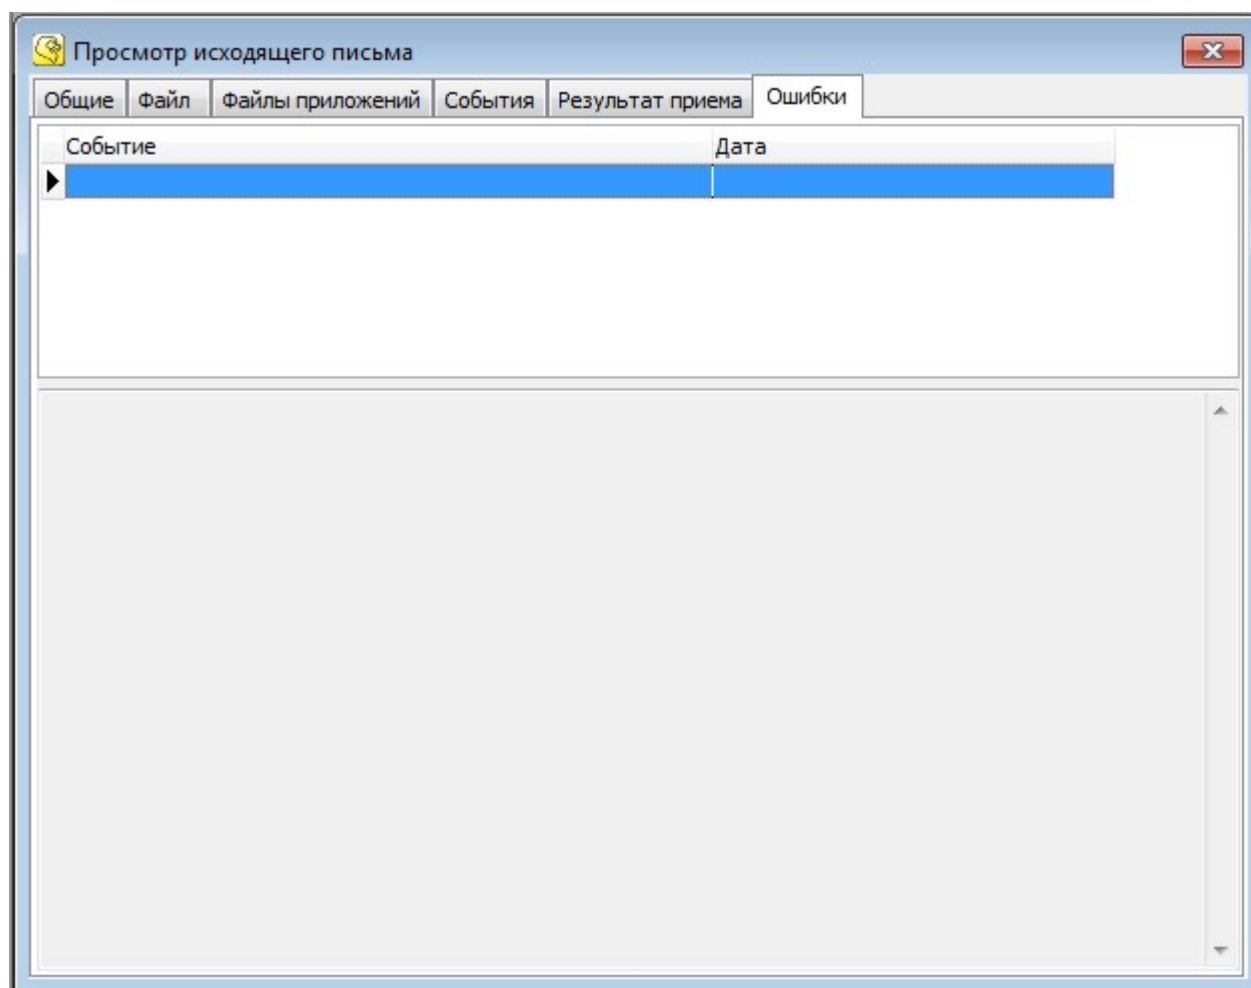 Просмотр исходящего письма
Общие Файл Файлы приложений События Результат приема Ошибки
Событие Дата